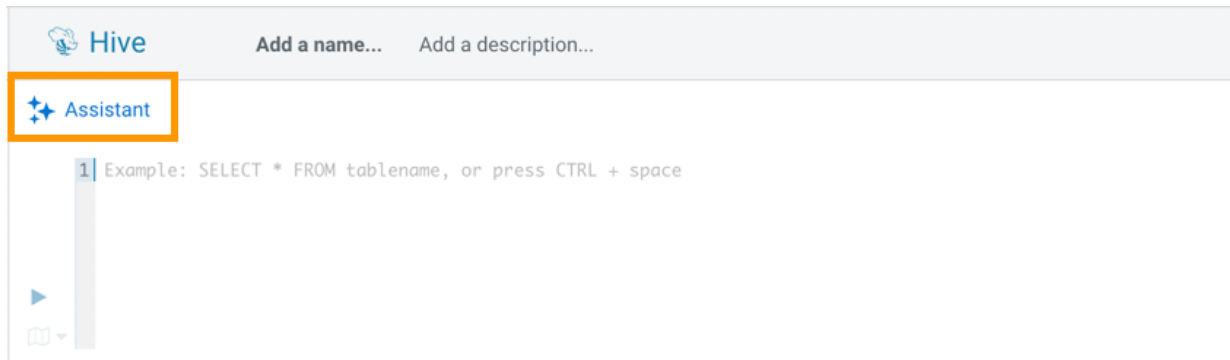 Hive Add a name... Add a description...
Assistant
1 Example: SELECT * FROM tablename, or press CTRL + space